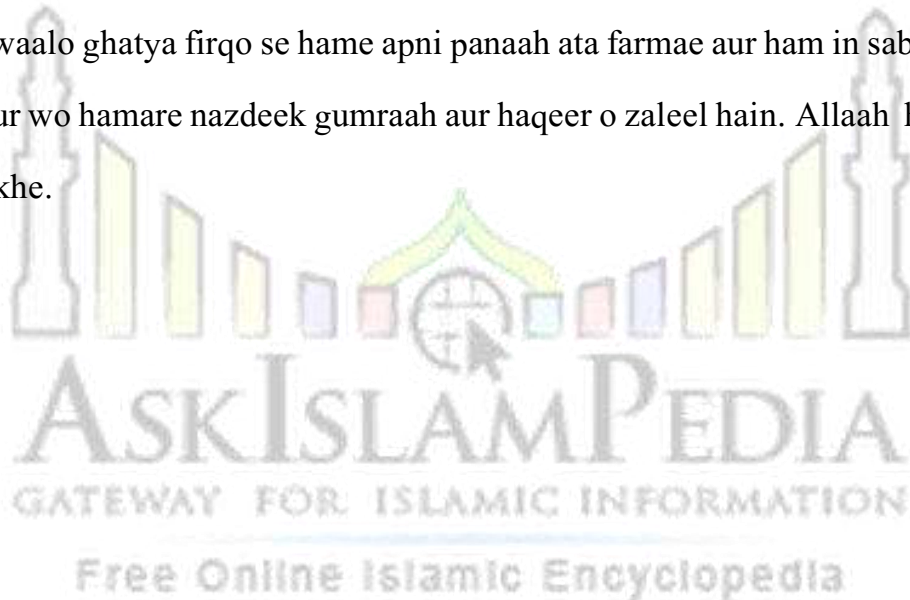 waalo ghatya firqo se hame apni panaah ata farmae aur ham in sab
ur wo hamare nazdeek gumraah aur haqeer o zaleel hain. Allaah
khe.
ASKISLAMPEDIA
GATEWAY FOR ISLAMIC INFORMATION
Free Online Islamic Encyclopedia